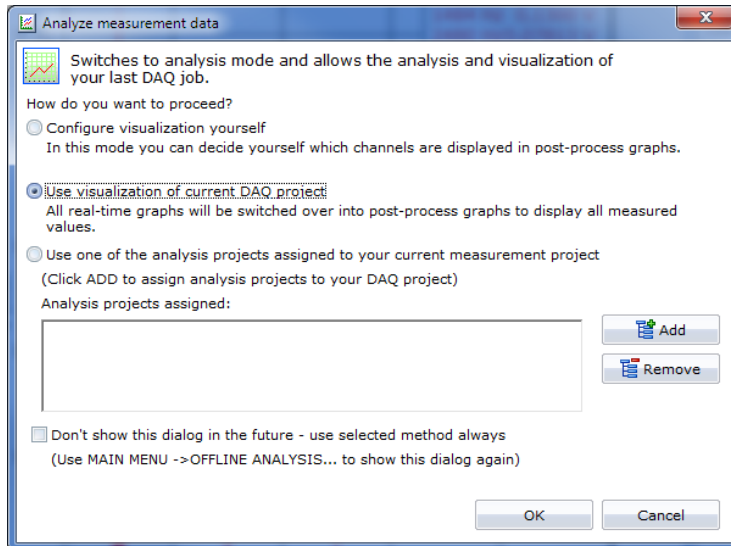 Analyze measurement data
Switches to analysis mode and allows the analysis and visualization of
your last DAQ job.
How do you want to proceed?
Configure visualization yourself
In this mode you can decide yourself which channels are displayed in post-process graphs.
Use visualization of current DAQ project
All real-time graphs will be switched over into post-process graphs to display all measured
values.
Use one of the analysis projects assigned to your current measurement project
(Click ADD to assign analysis projects to your DAQ project)
Analysis projects assigned:
Add
Remove
Don't show this dialog in the future - use selected method always
(Use MAIN MENU ->OFFLINE ANALYSIS... to show this dialog again)
OK
Cancel